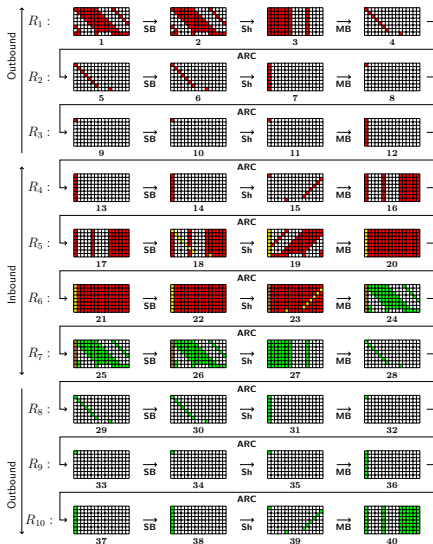 Outbound
R1 :
SB
Sh
MB
1
2
3
4
ARC
R2 :
SB
Sh
MB
5
6
7
8
ARC
R3 :
SB
Sh
MB
9
10
11
12
ARC
Inbound
R4 :
SB
Sh
MB
13
14
15
16
ARC
R5 :
SB
Sh
MB
17
18
19
20
ARC
R6 :
SB
Sh
MB
21
22
23
24
ARC
R7 :
SB
Sh
MB
25
26
27
28
ARC
Outbound
R8 :
SB
Sh
MB
29
30
31
32
ARC
R9 :
SB
Sh
MB
33
34
35
36
ARC
R10 :
SB
Sh
MB
37
38
39
40